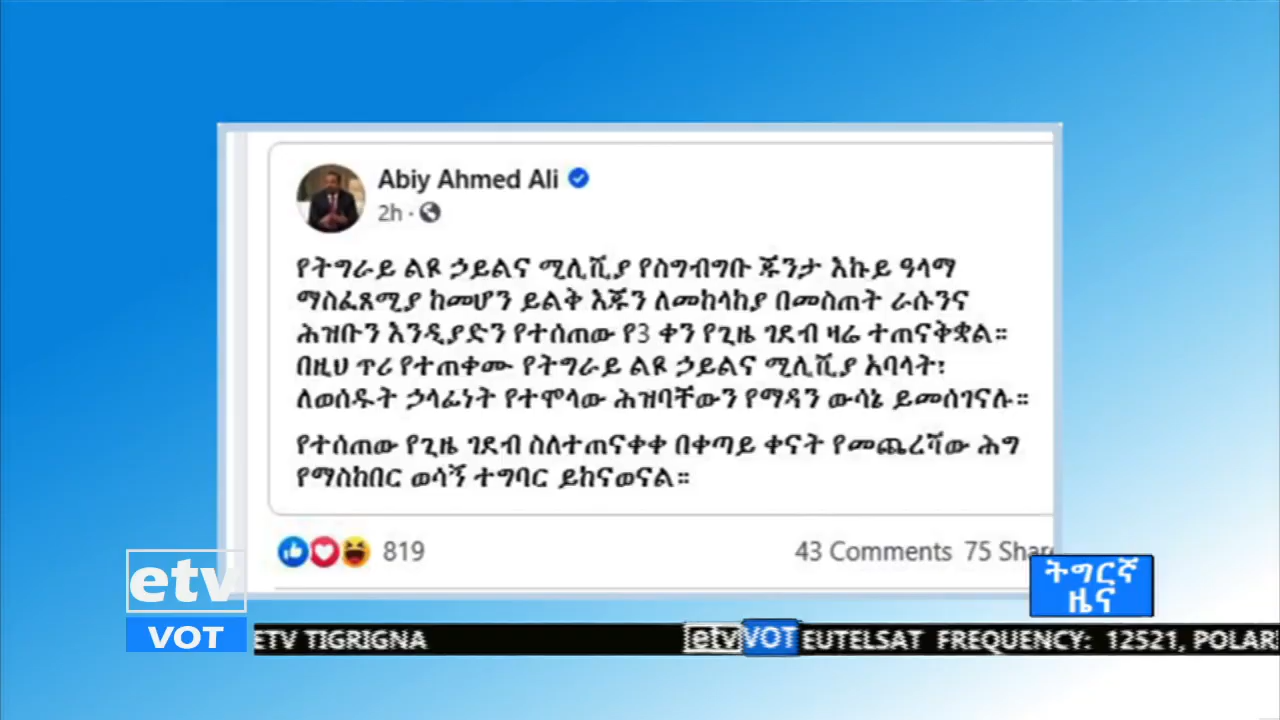 Abiy Ahmed Ali
2h ·
የትግራይ ልዩ ኃይልና ሚሊሺያ የስግብግቡ ጁንታ እኩይ ዓላማ
ማስፈጸሚያ ከመሆን ይልቅ እጁን ለመከላከያ በመስጠት ራሱንና
ሕዝቡን እንዲያድን የተሰጠው የ3 ቀን የጊዜ ገደብ ዛሬ ተጠናቅቋል።
በዚህ ጥሪ የተጠቀሙ የትግራይ ልዩ ኃይልና ሚሊሺያ አባላት፣
ለወሰዱት ኃላፊነት የተሞላው ሕዝባቸውን የማዳን ውሳኔ ይመሰገናሉ።
የተሰጠው የጊዜ ገደብ ስለተጠናቀቀ በቀጣይ ቀናት የመጨረሻው ሕግ
የማስከበር ወሳኝ ተግባር ይከናወናል።
819
43 Comments 75 Shar
ትግርኛ
ዜና
etv
VOT
ETV TIGRIGNA etv VOT EUTELSAT FREQUENCY: 12521, POLAR